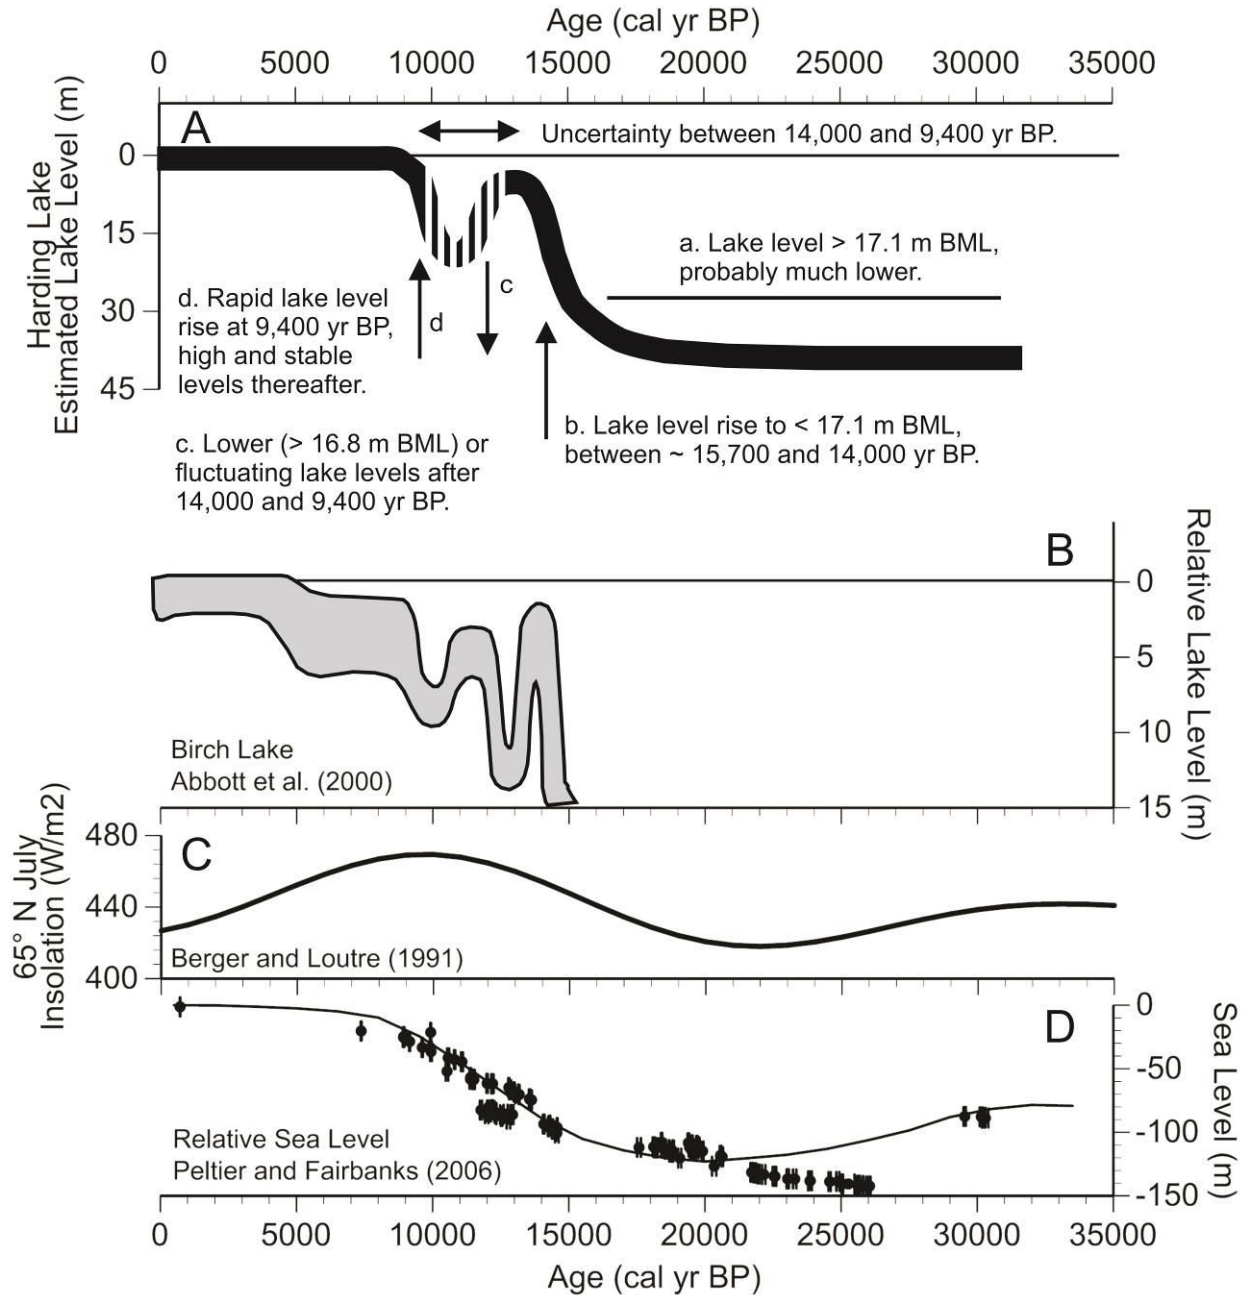 Age (cal yr BP)
0 5000 10000 15000 20000 25000 30000 35000
Harding Lake
Estimated Lake Level (m)
0
15
30
45
A
Uncertainty between 14,000 and 9,400 yr BP.
a. Lake level > 17.1 m BML,
probably much lower.
c
d
d. Rapid lake level
rise at 9,400 yr BP,
high and stable
levels thereafter.
b. Lake level rise to < 17.1 m BML,
between ~ 15,700 and 14,000 yr BP.
c. Lower (> 16.8 m BML) or
fluctuating lake levels after
14,000 and 9,400 yr BP.
B
Relative Lake Level (m)
0
5
10
15
Birch Lake
Abbott et al. (2000)
65° N July
Insolation (W/m2)
480
440
400
C
Berger and Loutre (1991)
D
Sea Level (m)
0
-50
-100
-150
Relative Sea Level
Peltier and Fairbanks (2006)
0 5000 10000 15000 20000 25000 30000 35000
Age (cal yr BP)